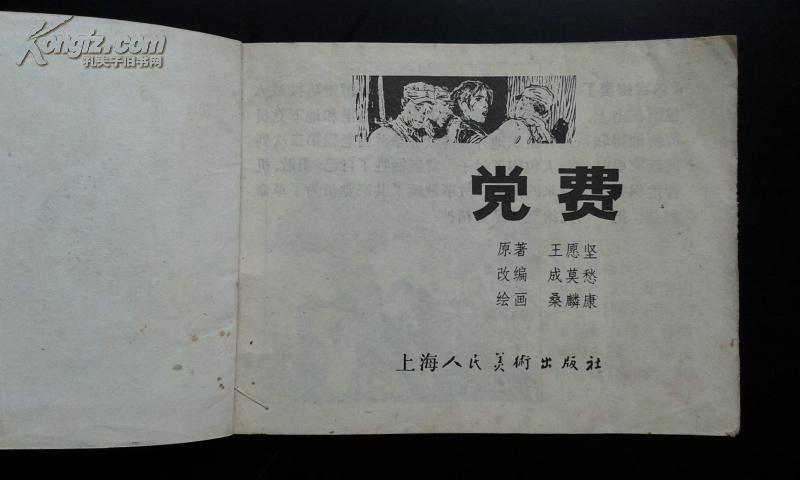 Kongfz.com
孔夫子旧书网
党费
原著 王愿坚
改编 成莫愁
绘画 桑麟康
上海人民美術出版社